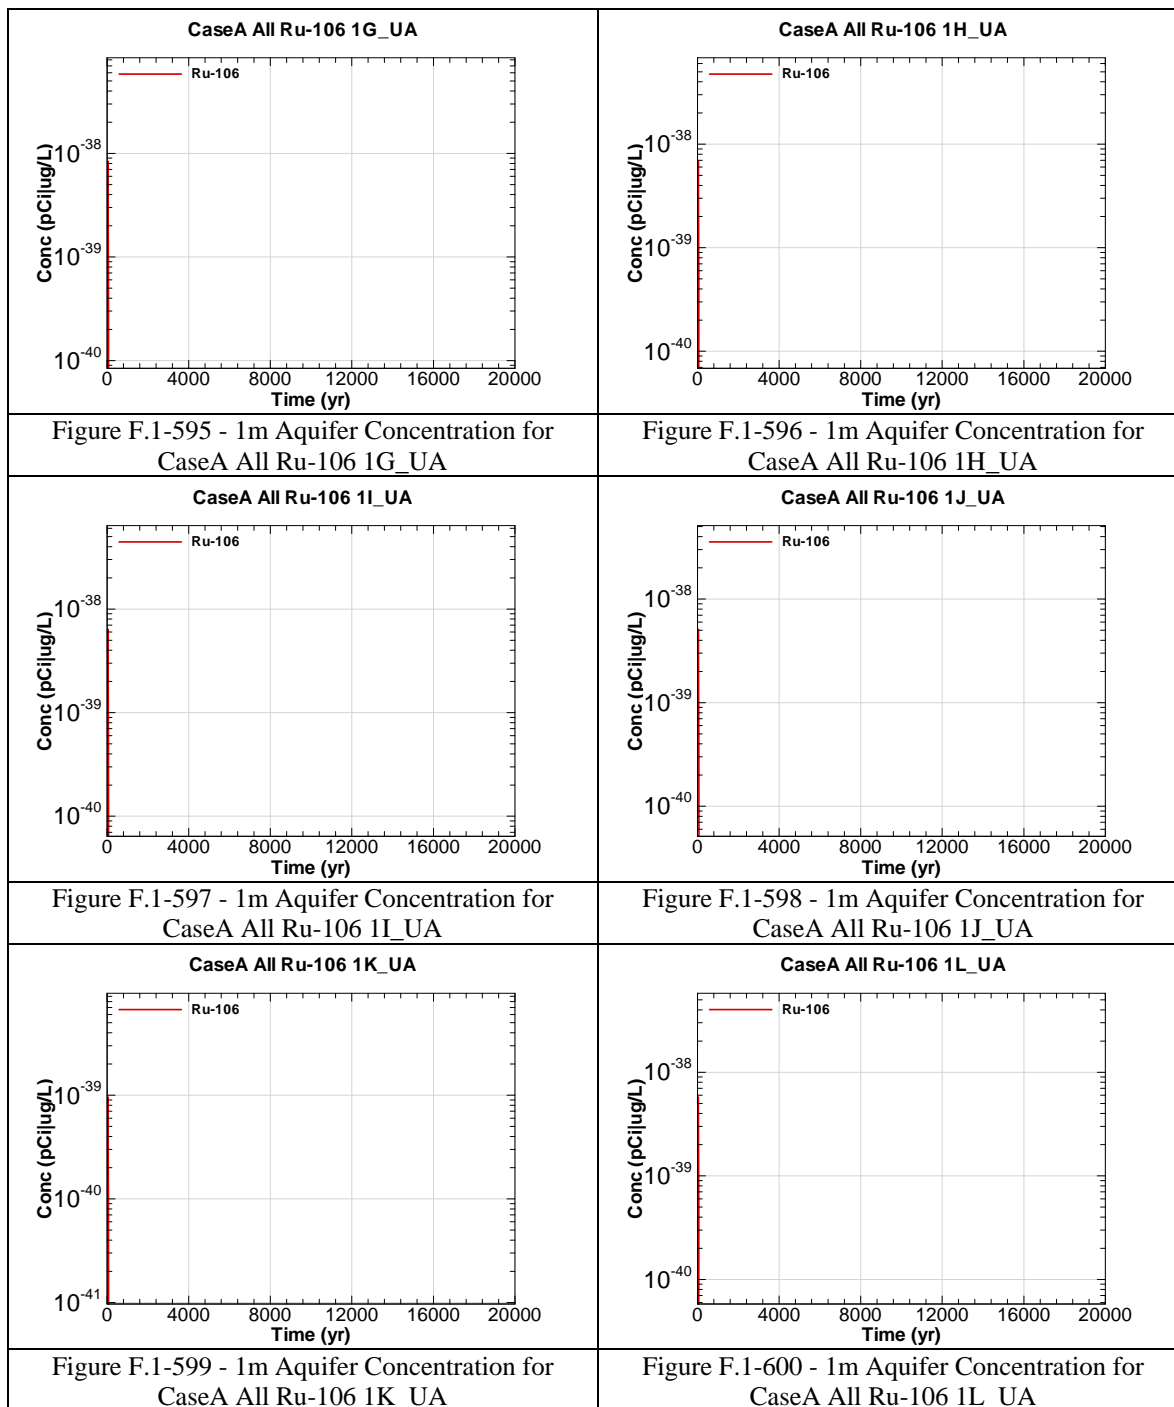 CaseA All Ru-106 1G_UA
Ru-106
Conc (pCi|ug/L)
10-38
10-39
10-40
0 4000 8000 12000 16000 20000
Time (yr)
Figure F.1-595 - 1m Aquifer Concentration for
CaseA All Ru-106 1G_UA
CaseA All Ru-106 1H_UA
Ru-106
Conc (pCi|ug/L)
10-38
10-39
10-40
0 4000 8000 12000 16000 20000
Time (yr)
Figure F.1-596 - 1m Aquifer Concentration for
CaseA All Ru-106 1H_UA
CaseA All Ru-106 1I_UA
Ru-106
Conc (pCi|ug/L)
10-38
10-39
10-40
0 4000 8000 12000 16000 20000
Time (yr)
Figure F.1-597 - 1m Aquifer Concentration for
CaseA All Ru-106 1I_UA
CaseA All Ru-106 1J_UA
Ru-106
Conc (pCi|ug/L)
10-38
10-39
10-40
0 4000 8000 12000 16000 20000
Time (yr)
Figure F.1-598 - 1m Aquifer Concentration for
CaseA All Ru-106 1J_UA
CaseA All Ru-106 1K_UA
Ru-106
Conc (pCi|ug/L)
10-39
10-40
10-41
0 4000 8000 12000 16000 20000
Time (yr)
Figure F.1-599 - 1m Aquifer Concentration for
CaseA All Ru-106 1K_UA
CaseA All Ru-106 1L_UA
Ru-106
Conc (pCi|ug/L)
10-38
10-39
10-40
0 4000 8000 12000 16000 20000
Time (yr)
Figure F.1-600 - 1m Aquifer Concentration for
CaseA All Ru-106 1L_UA